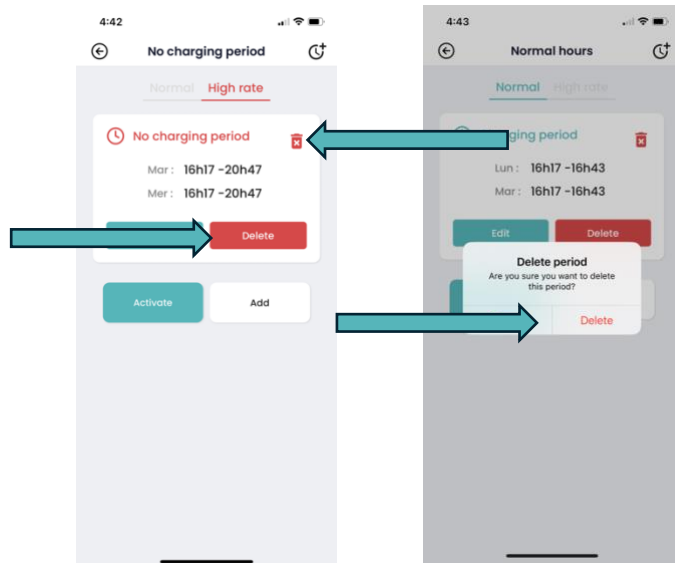 4:42
No charging period
Normal High rate
No charging period
Mar : 16h17 -20h47
Mer : 16h17 -20h47
Delete
Activate Add
4:43
Normal hours
Normal High rate
period
Lun : 16h17 -16h43
Mar : 16h17 -16h43
Edit Delete
Delete period
Are you sure you want to delete
this period?
Delete